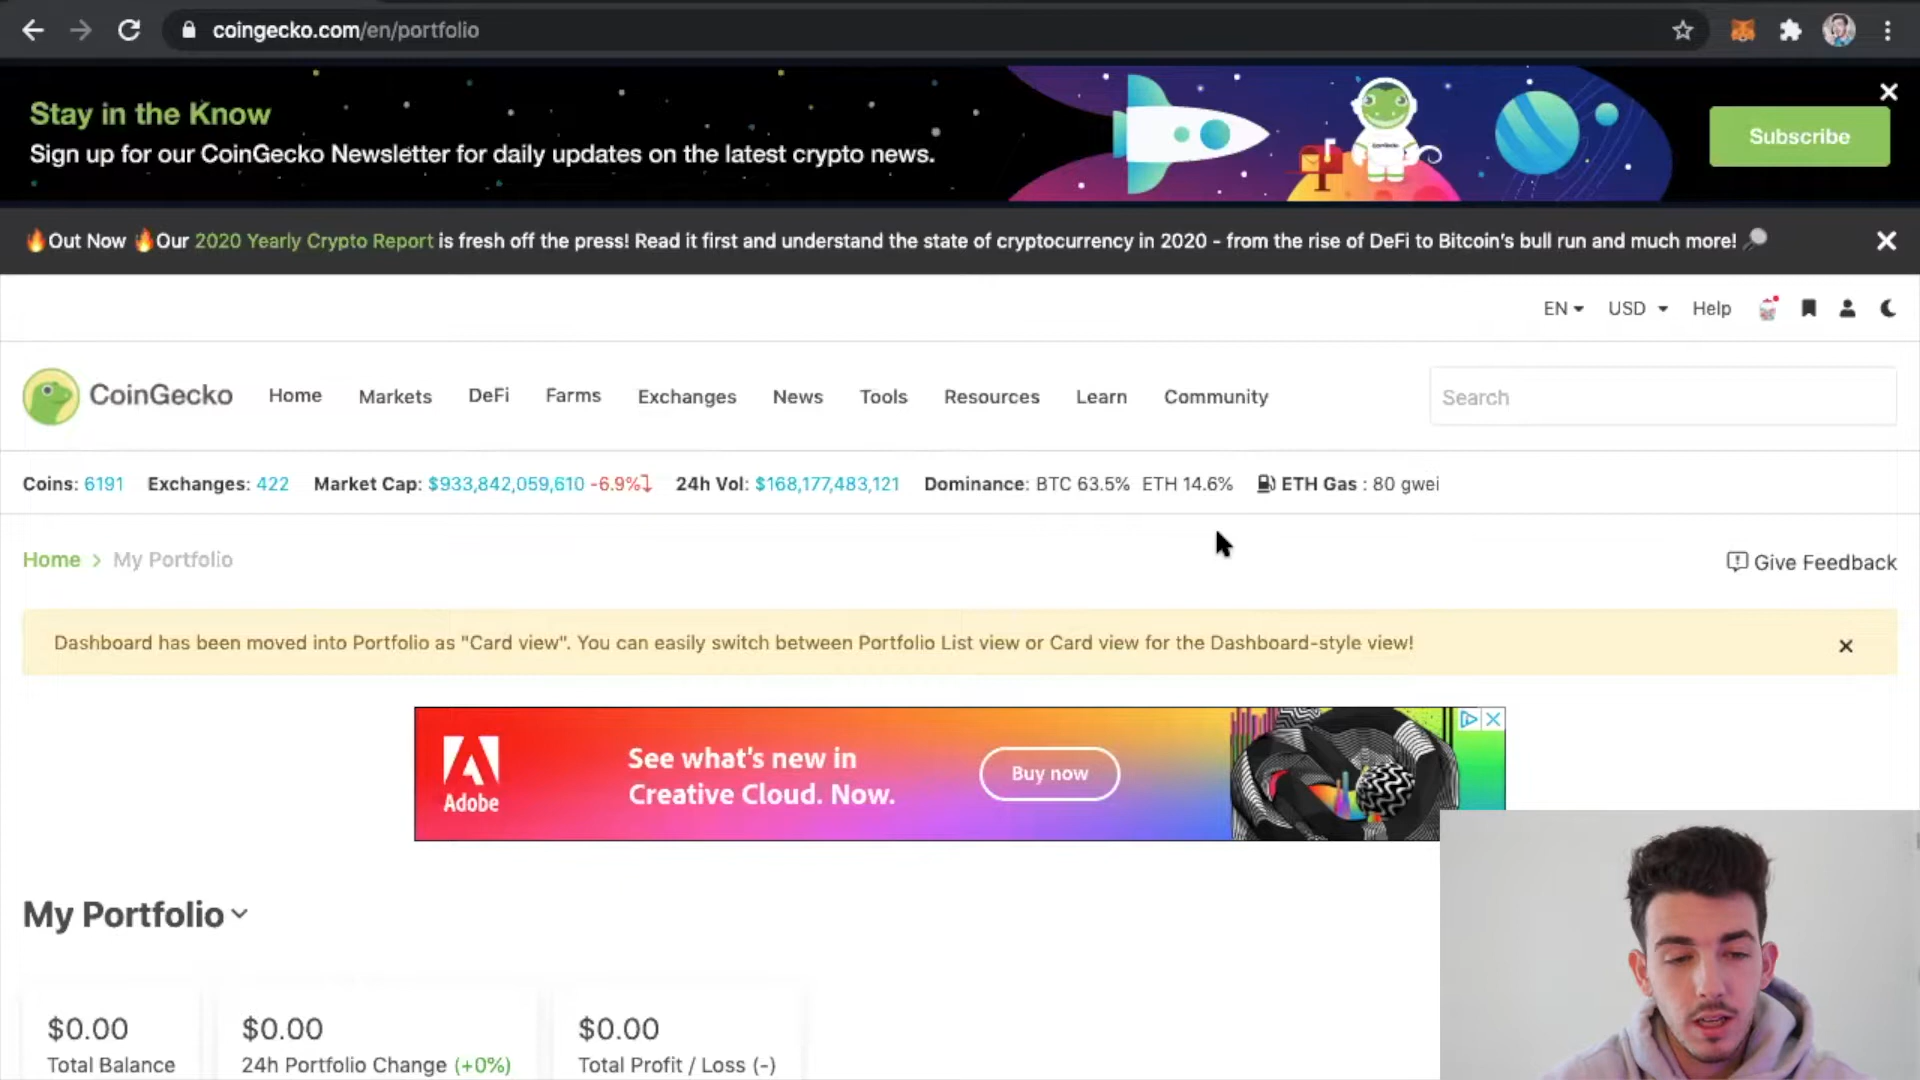 coingecko.com/en/portfolio
Stay in the Know
Sign up for our CoinGecko Newsletter for daily updates on the latest crypto news.
CoinGecko
Subscribe
🔥Out Now 🔥Our 2020 Yearly Crypto Report is fresh off the press! Read it first and understand the state of cryptocurrency in 2020 - from the rise of DeFi to Bitcoin's bull run and much more! 🔎
EN USD Help
CoinGecko Home Markets DeFi Farms Exchanges News Tools Resources Learn Community Search
Coins: 6191 Exchanges: 422 Market Cap: $933,842,059,610 -6.9% 24h Vol: $168,177,483,121 Dominance: BTC 63.5% ETH 14.6% ETH Gas : 80 gwei
Home > My Portfolio
Give Feedback
Dashboard has been moved into Portfolio as "Card view". You can easily switch between Portfolio List view or Card view for the Dashboard-style view!
Adobe
See what's new in
Creative Cloud. Now.
Buy now
My Portfolio
$0.00 $0.00 $0.00
Total Balance 24h Portfolio Change (+0%) Total Profit / Loss (-)